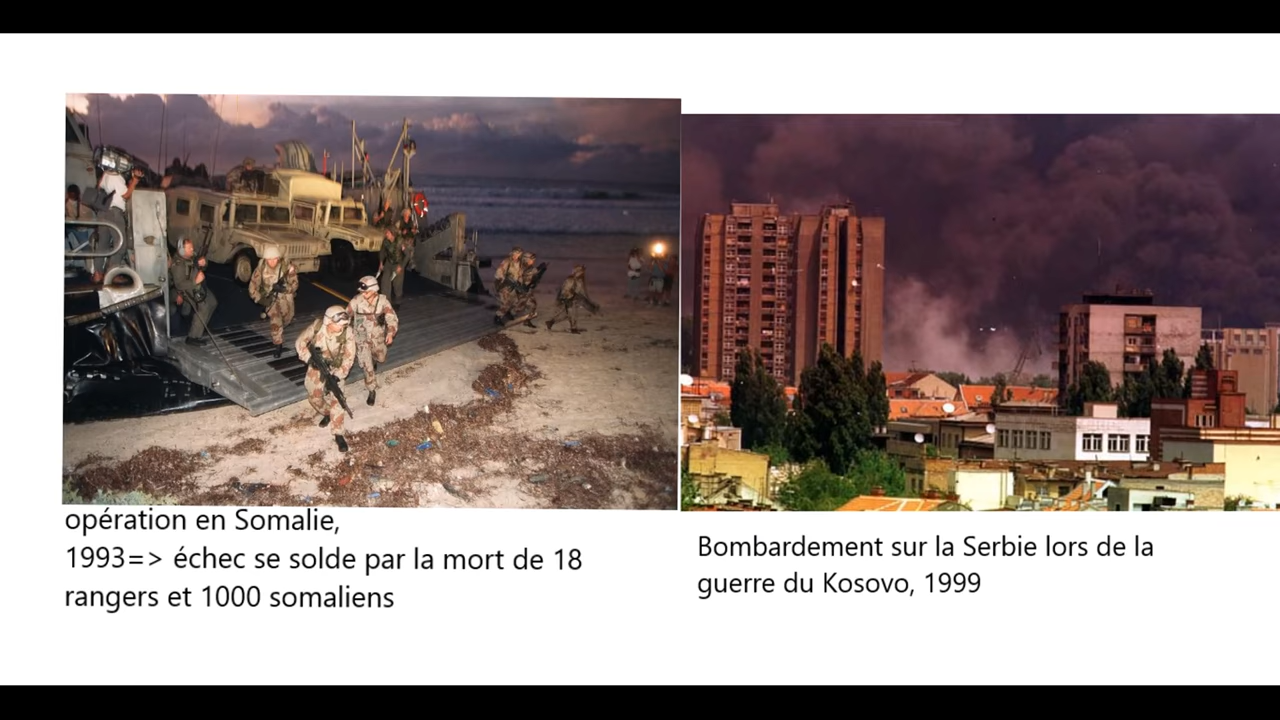 opération en Somalie,
1993=> échec se solde par la mort de 18
rangers et 1000 somaliens
Bombardement sur la Serbie lors de la
guerre du Kosovo, 1999